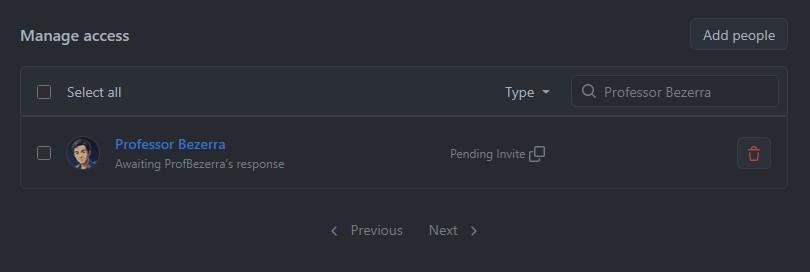 Manage access
Add people
Select all
Type
Professor Bezerra
Professor Bezerra
Awaiting ProfBezerra's response
Pending Invite
Previous
Next